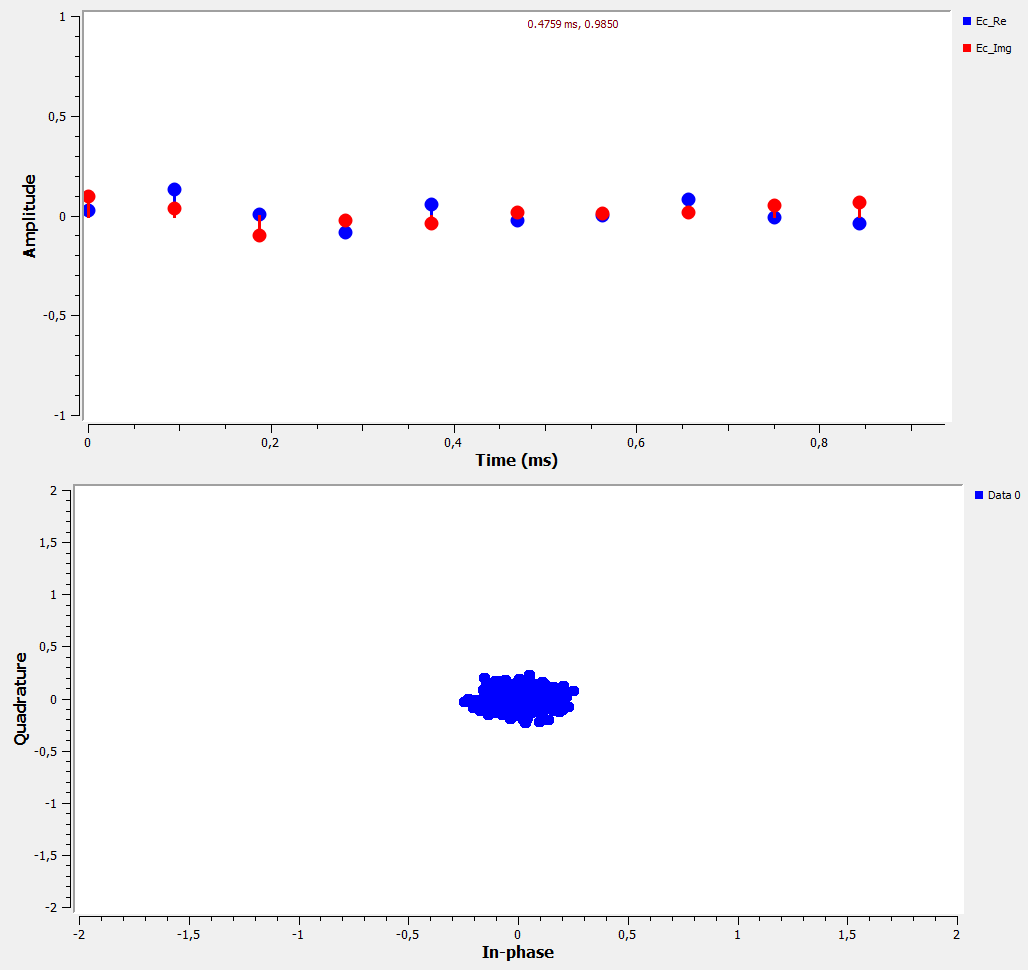 0.4759 ms, 0.9850
Ec_Re
Ec_Img
1
0,5
0
-0,5
-1
Amplitude
0 0,2 0,4 0,6 0,8
Time (ms)
Data 0
2
1,5
1
0,5
0
-0,5
-1
-1,5
-2
Quadrature
-2 -1,5 -1 -0,5 0 0,5 1 1,5 2
In-phase